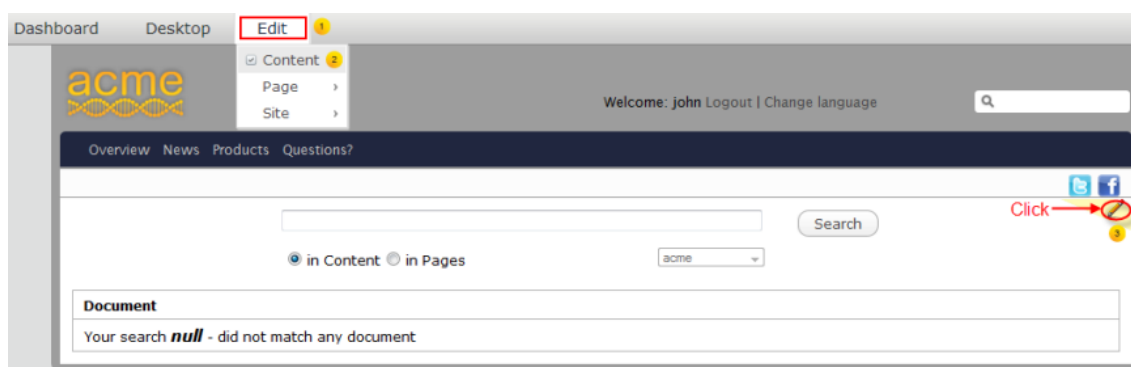 Dashboard Desktop Edit 1
Content 2
Page
Site
acme
Welcome: john Logout | Change language
Overview News Products Questions?
Click
3
Search
in Content in Pages
acme
Document
Your search null - did not match any document